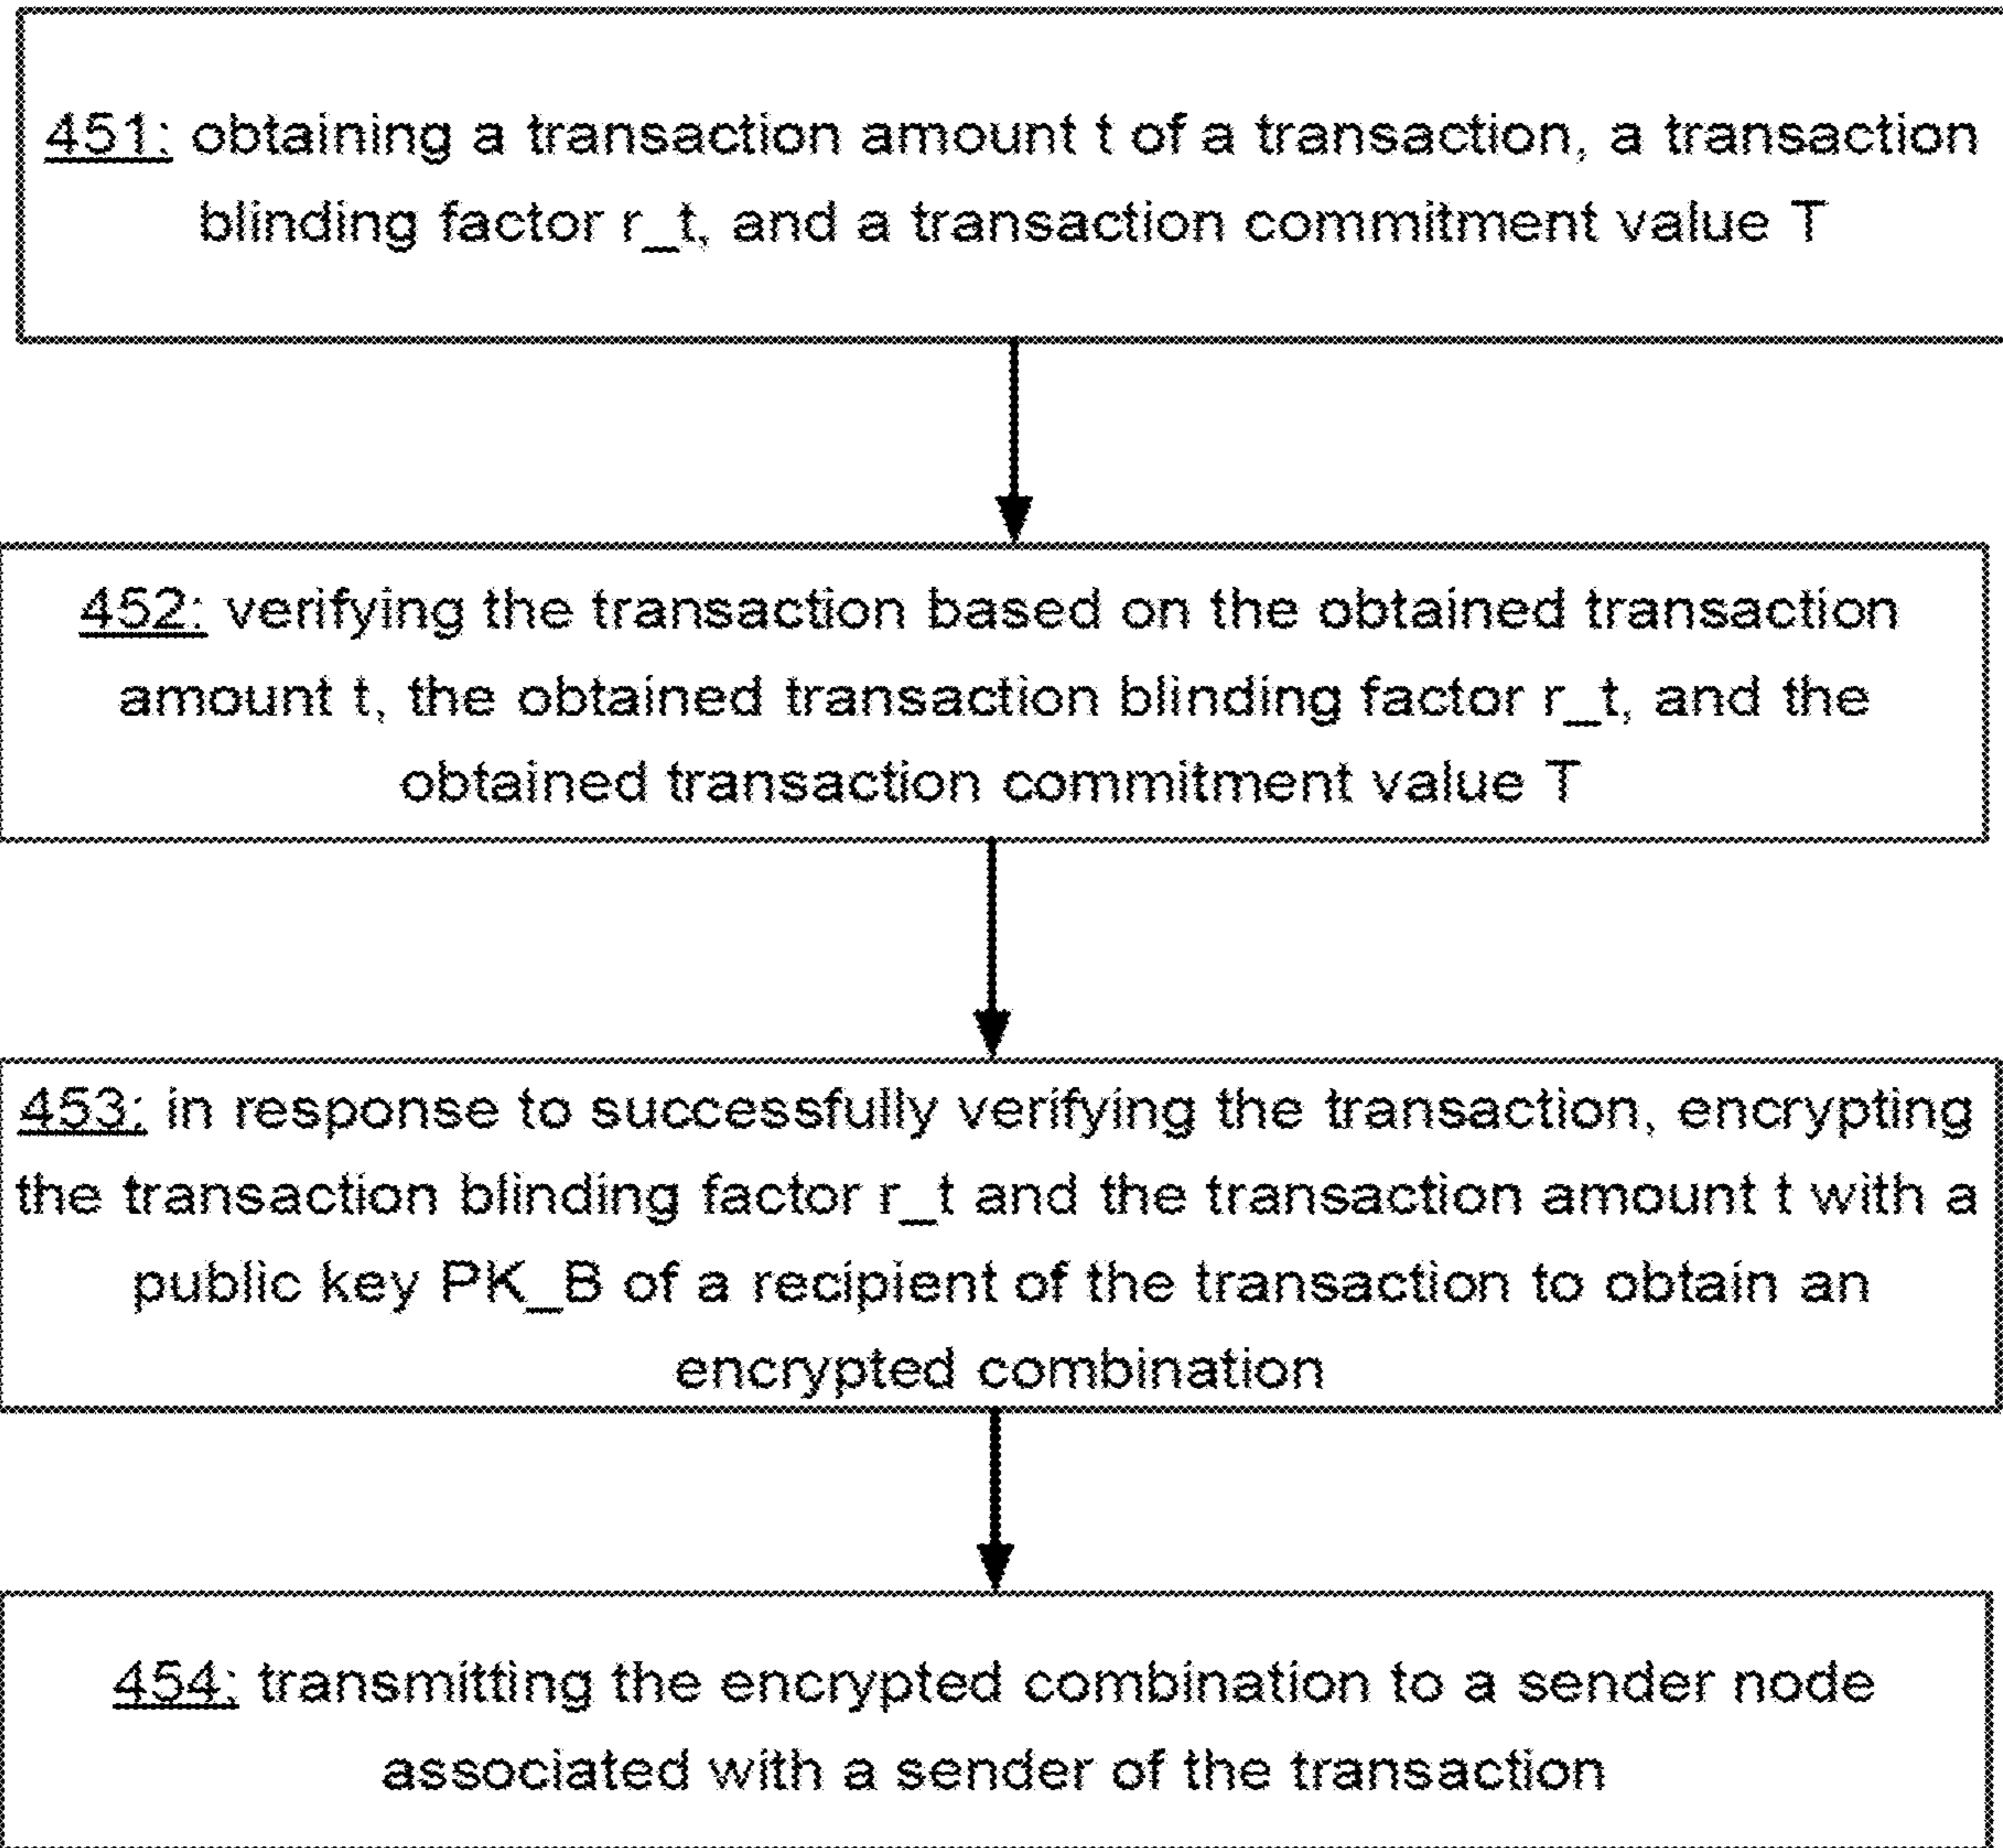 451: obtaining a transaction amount t of a transaction, a transaction
blinding factor r_t, and a transaction commitment value T
452: verifying the transaction based on the obtained transaction
amount t, the obtained transaction blinding factor r_t, and the
obtained transaction commitment value T
453: in response to successfully verifying the transaction, encrypting
the transaction blinding factor r_t and the transaction amount t with a
public key PK_B of a recipient of the transaction to obtain an
encrypted combination
454: transmitting the encrypted combination to a sender node
associated with a sender of the transaction